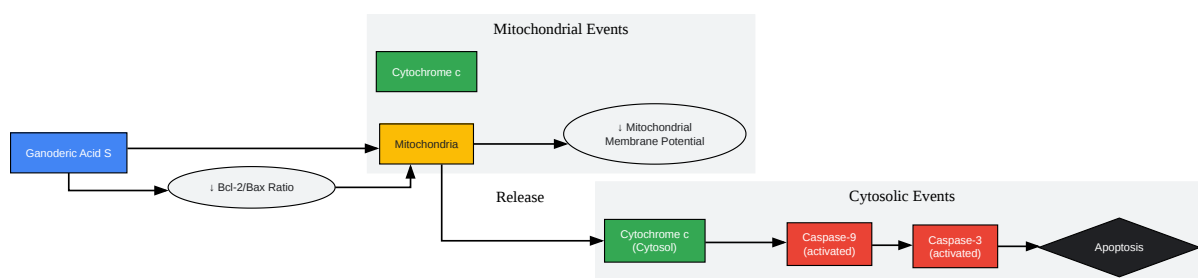 Mitochondrial Events
Cytochrome c
Ganoderic Acid S
Mitochondria
↓ Mitochondrial
Membrane Potential
↓ Bcl-2/Bax Ratio
Release
Cytosolic Events
Cytochrome c
(Cytosol)
Caspase-9
(activated)
Caspase-3
(activated)
Apoptosis